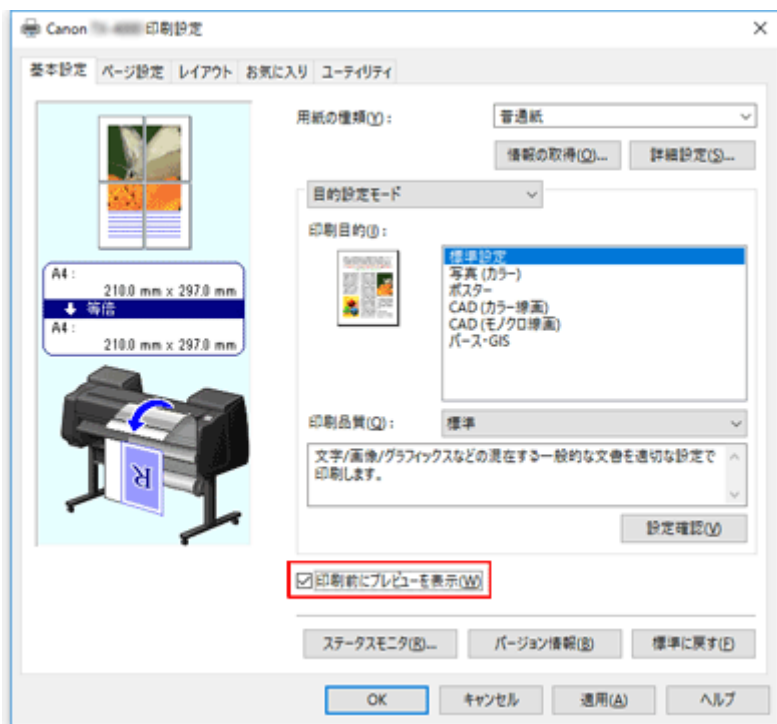 Canon 印刷設定
基本設定 ページ設定 レイアウト お気に入り ユーティリティ
用紙の種類(Y): 普通紙
情報の取得(O)... 詳細設定(S)...
目的設定モード
印刷目的(I):
標準設定
写真 (カラー)
ポスター
CAD (カラー線画)
CAD (モノクロ線画)
パース・GIS
A4 :
210.0 mm x 297.0 mm
等倍
A4 :
210.0 mm x 297.0 mm
R
印刷品質(Q): 標準
文字/画像/グラフィックスなどの混在する一般的な文書を適切な設定で
印刷します。
設定確認(V)
印刷前にプレビューを表示(W)
ステータスモニタ(R)... バージョン情報(B) 標準に戻す(F)
OK キャンセル 適用(A) ヘルプ